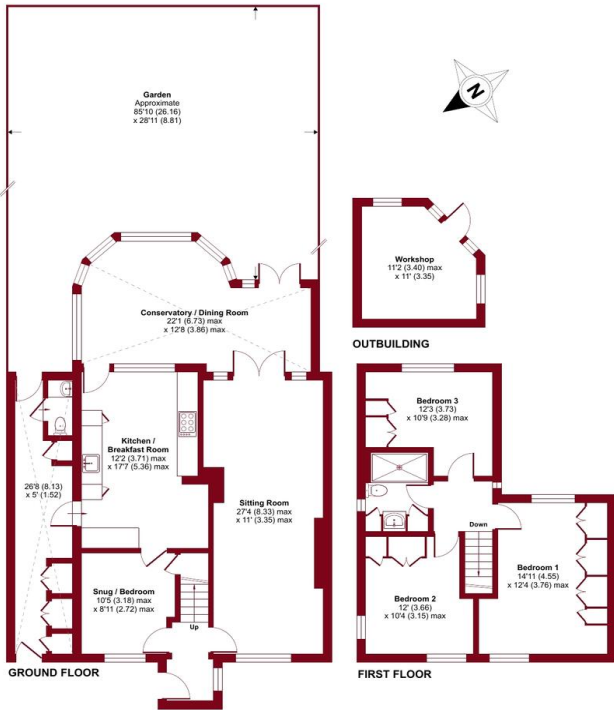 Garden
Approximate
85'10 (26.16)
x 28'11 (8.81)
N
Workshop
11'2 (3.40) max
x 11' (3.35)
OUTBUILDING
Conservatory / Dining Room
22'1 (6.73) max
x 12'8 (3.86) max
Kitchen /
Breakfast Room
12'2 (3.71) max
x 17'7 (5.36) max
26'8 (8.13)
x 5' (1.52)
Sitting Room
27'4 (8.33) max
x 11' (3.35) max
Snug / Bedroom
10'5 (3.18) max
x 8'11 (2.72) max
Up
GROUND FLOOR
Bedroom 3
12'3 (3.73)
x 10'9 (3.28) max
Down
Bedroom 1
14'11 (4.55)
x 12'4 (3.76) max
Bedroom 2
12' (3.66)
x 10'4 (3.15) max
FIRST FLOOR